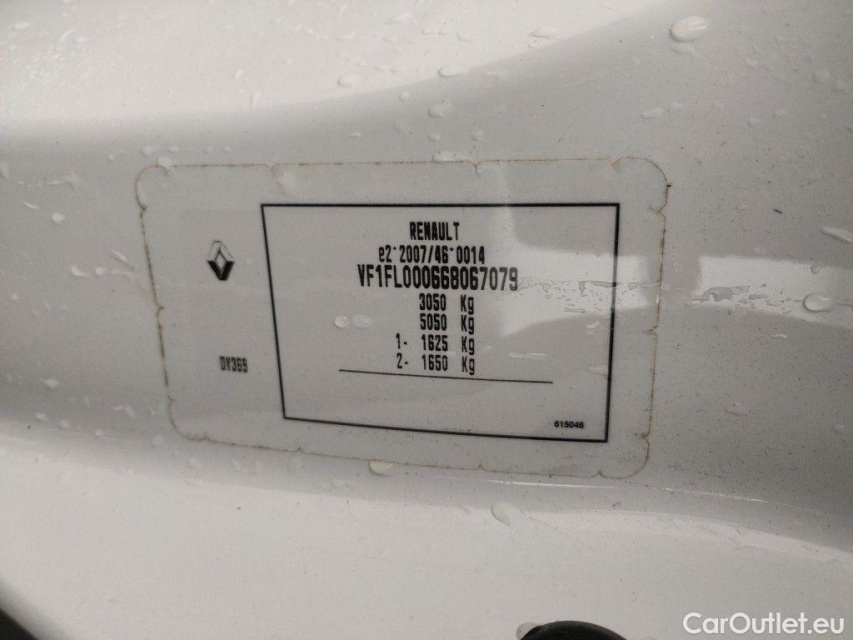 RENAULT
e2*2007/46*0014
VF1FL000668067079
3050 Kg
5050 Kg
1- 1625 Kg
2- 1650 Kg
DY369
615046
CarOutlet.eu